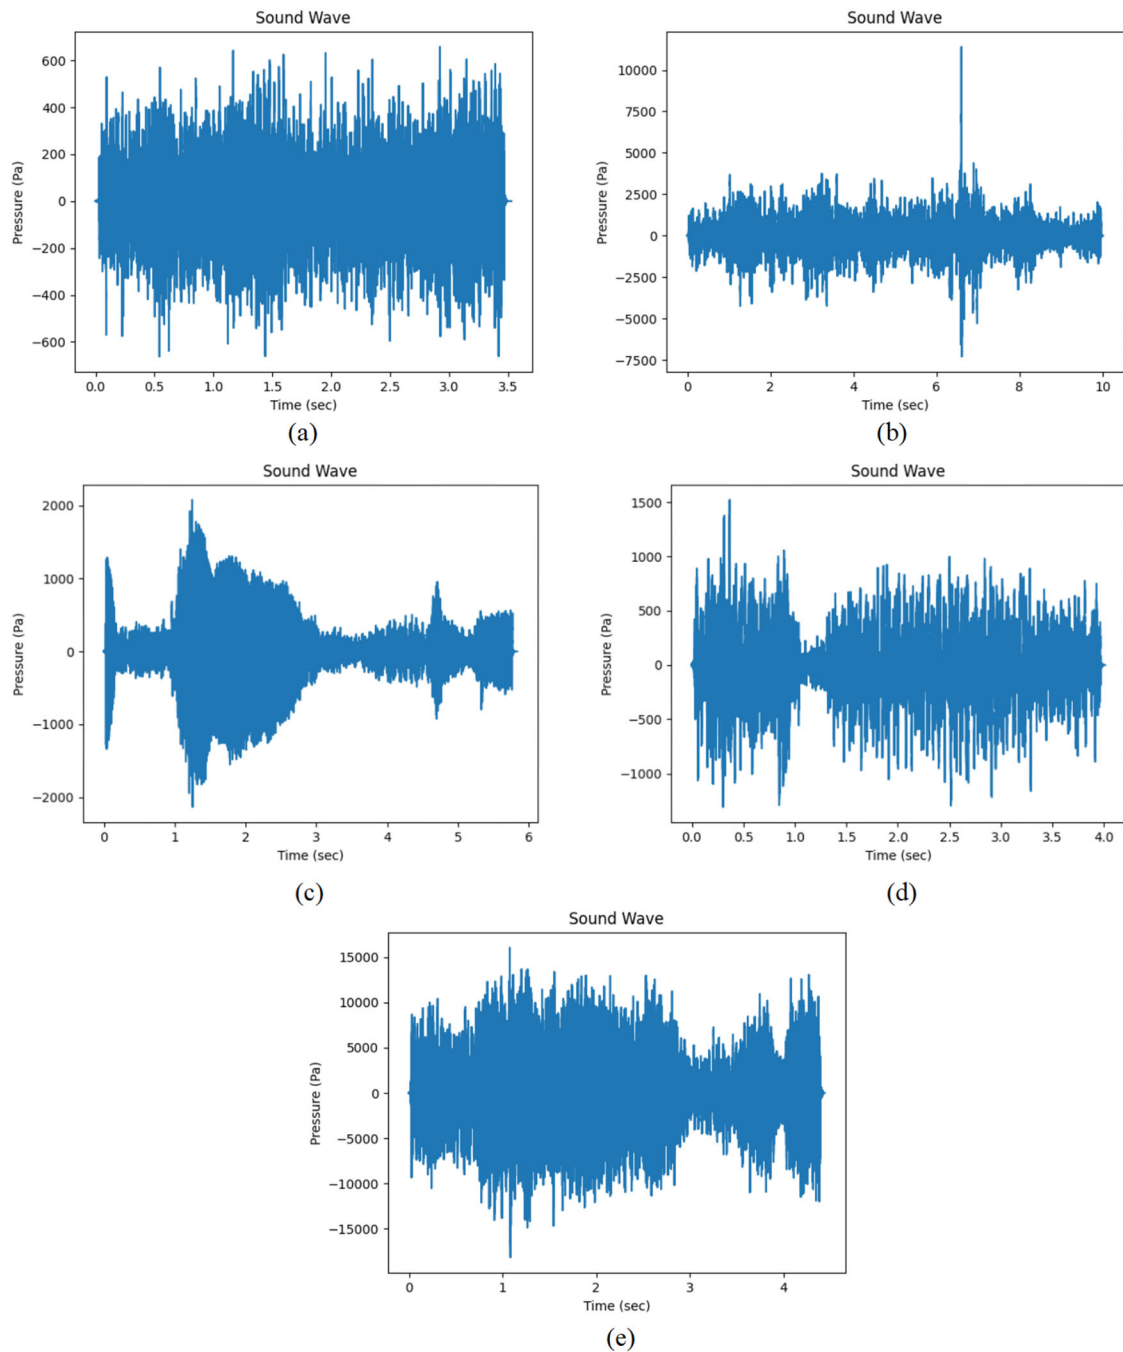 Sound Wave
Pressure (Pa)
600
400
200
0
−200
−400
−600
0.0 0.5 1.0 1.5 2.0 2.5 3.0 3.5
Time (sec)
(a)
Sound Wave
Pressure (Pa)
10000
7500
5000
2500
0
−2500
−5000
−7500
0 2 4 6 8 10
Time (sec)
(b)
Sound Wave
Pressure (Pa)
2000
1000
0
−1000
−2000
0 1 2 3 4 5 6
Time (sec)
(c)
Sound Wave
Pressure (Pa)
1500
1000
500
0
−500
−1000
0.0 0.5 1.0 1.5 2.0 2.5 3.0 3.5 4.0
Time (sec)
(d)
Sound Wave
Pressure (Pa)
15000
10000
5000
0
−5000
−10000
−15000
0 1 2 3 4
Time (sec)
(e)